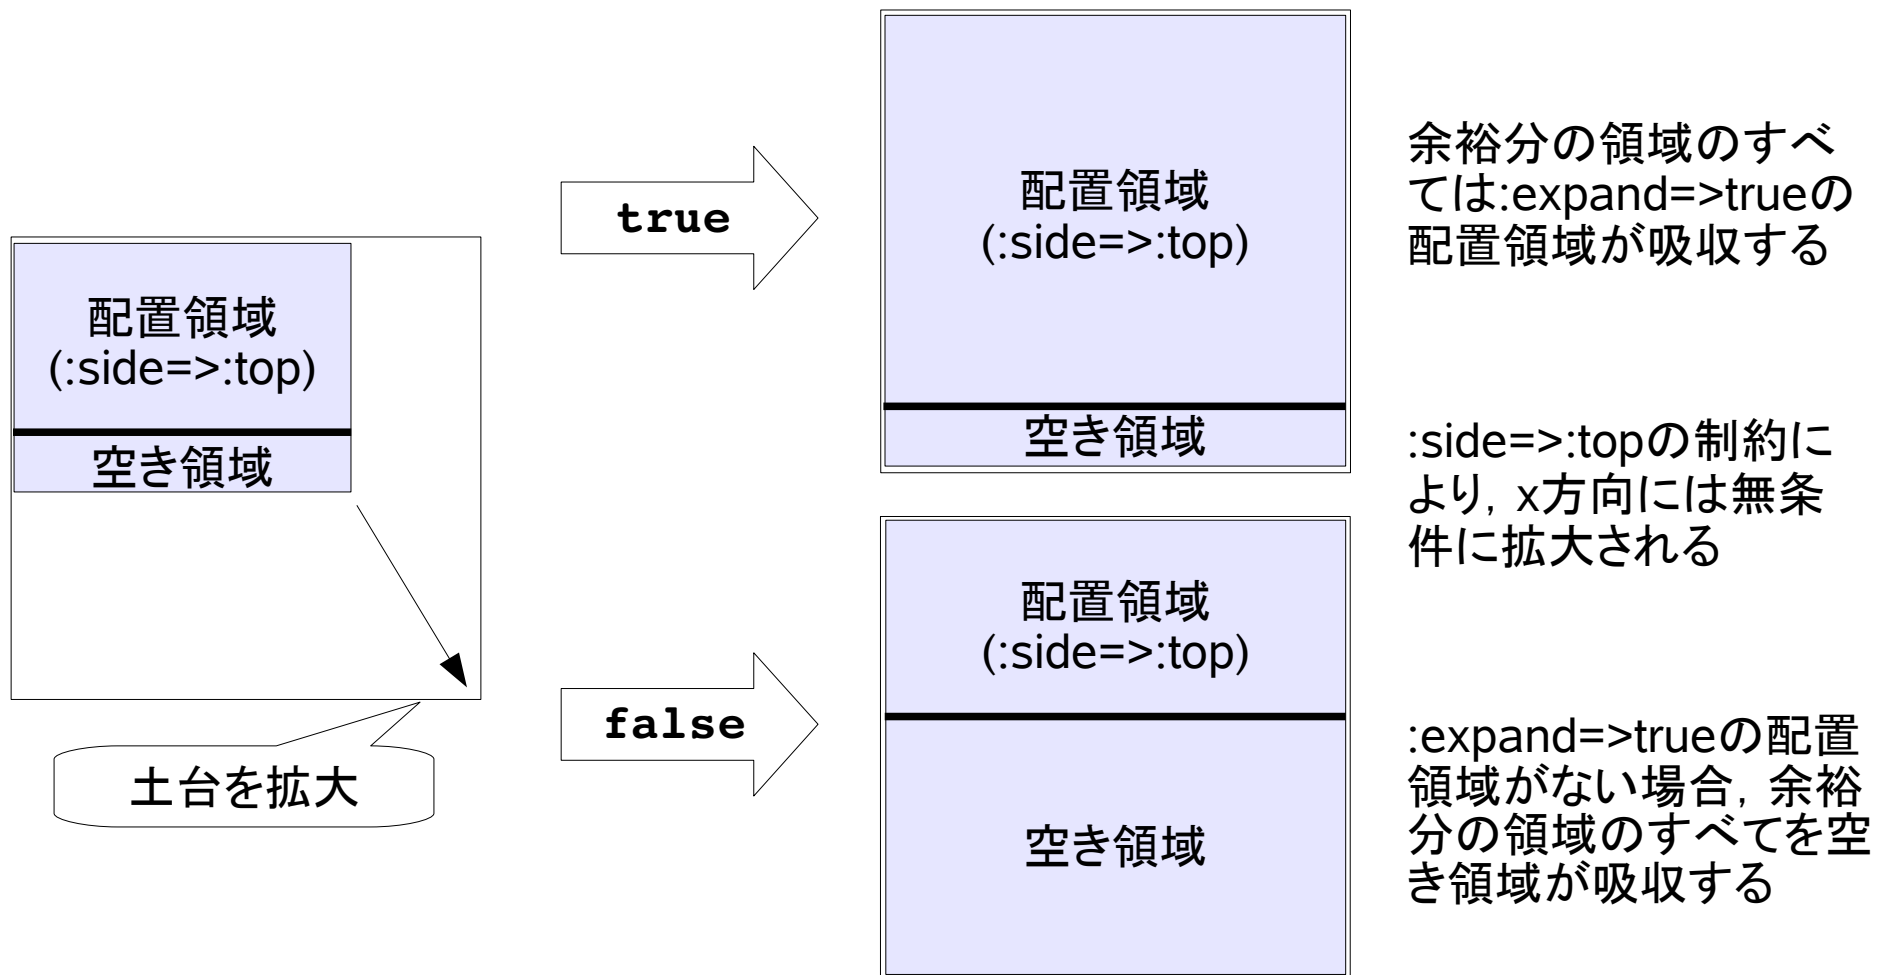 配置領域
(:side=>:top)
空き領域
土台を拡大
true
false
配置領域
(:side=>:top)
空き領域
配置領域
(:side=>:top)
空き領域
余裕分の領域のすべ
ては:expand=>trueの
配置領域が吸収する
:side=>:topの制約に
より, x方向には無条
件に拡大される
:expand=>trueの配置
領域がない場合, 余裕
分の領域のすべてを空
き領域が吸収する